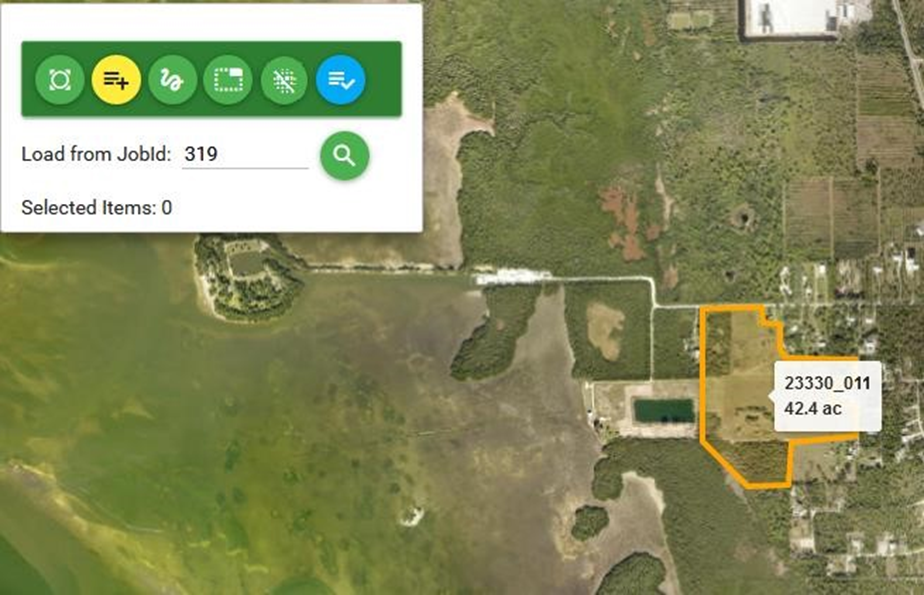 Load from JobId: 319
Selected Items: 0
23330_011
42.4 ac